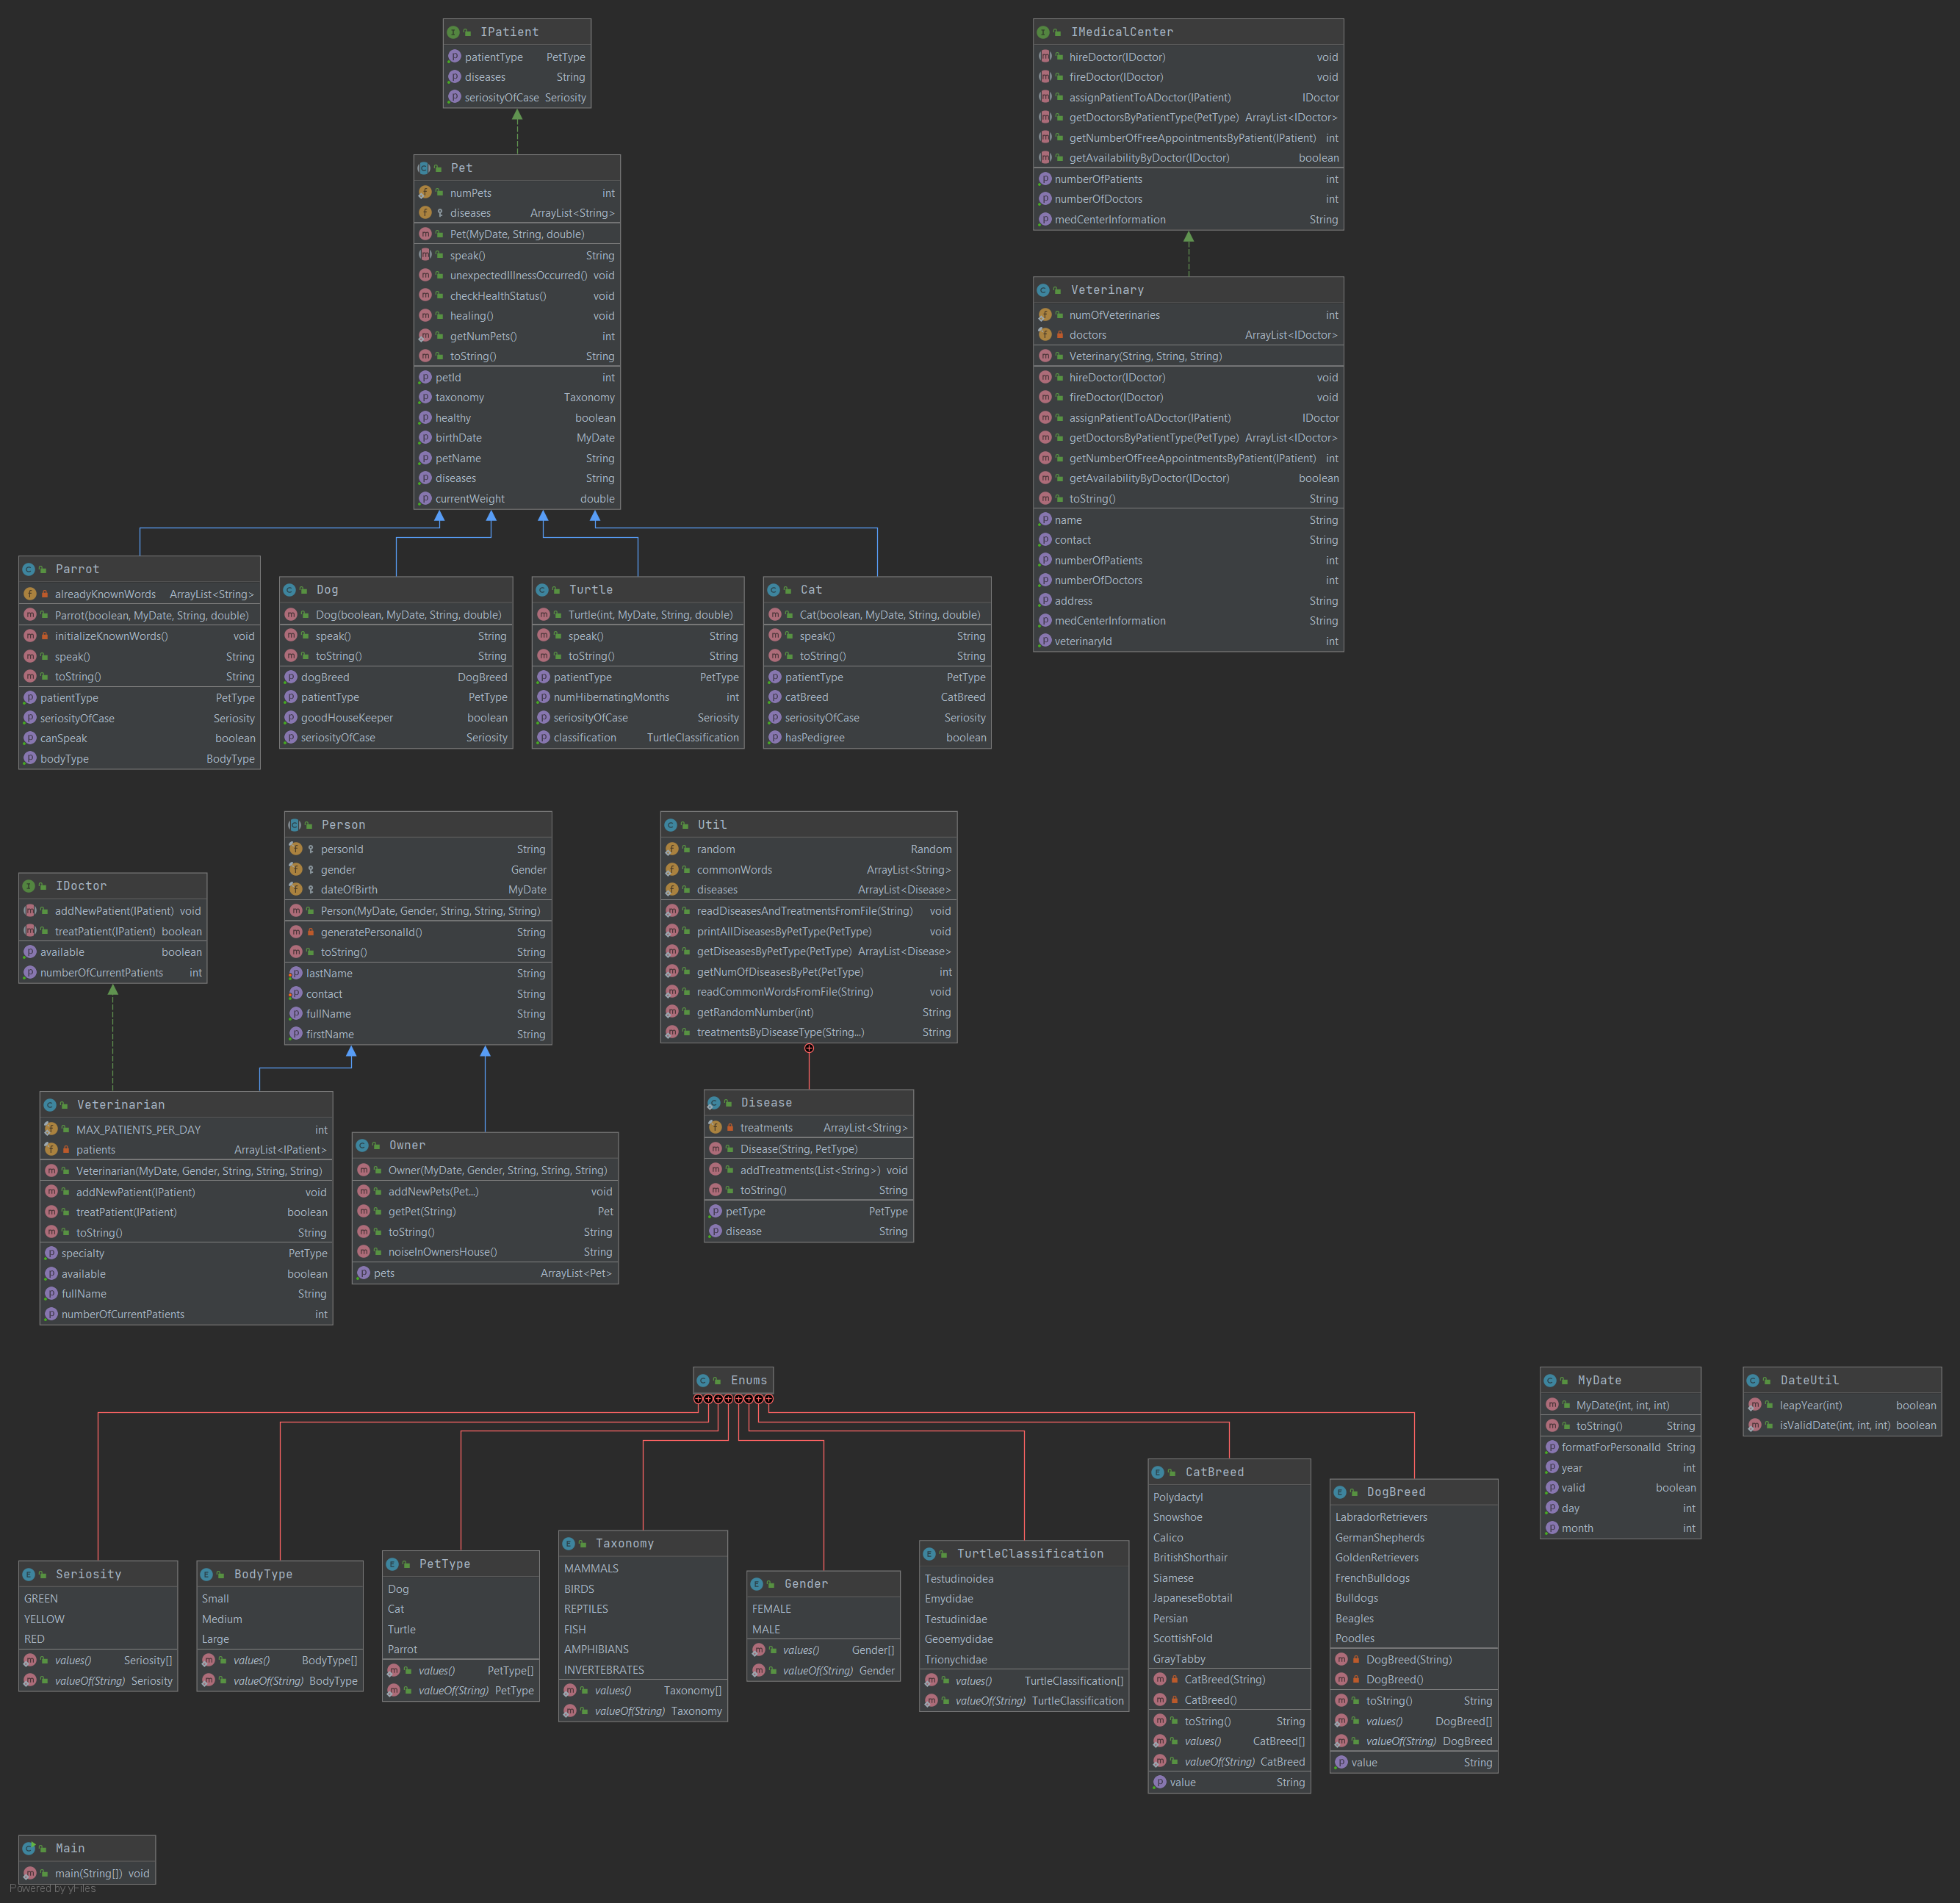 IPatient
patientType PetType
diseases String
seriosityOfCase Seriosity
IMedicalCenter
hireDoctor(IDoctor) void
fireDoctor(IDoctor) void
assignPatientToADoctor(IPatient) IDoctor
getDoctorsByPatientType(PetType) ArrayList<IDoctor>
getNumberOfFreeAppointmentsByPatient(IPatient) int
getAvailabilityByDoctor(IDoctor) boolean
numberOfPatients int
numberOfDoctors int
medCenterInformation String
Pet
numPets int
diseases ArrayList<String>
Pet(MyDate, String, double)
speak() String
unexpectedIllnessOccurred() void
checkHealthStatus() void
healing() void
getNumPets() int
toString() String
petId int
taxonomy Taxonomy
healthy boolean
birthDate MyDate
petName String
diseases String
currentWeight double
Veterinary
numOfVeterinaries int
doctors ArrayList<IDoctor>
Veterinary(String, String, String)
hireDoctor(IDoctor) void
fireDoctor(IDoctor) void
assignPatientToADoctor(IPatient) IDoctor
getDoctorsByPatientType(PetType) ArrayList<IDoctor>
getNumberOfFreeAppointmentsByPatient(IPatient) int
getAvailabilityByDoctor(IDoctor) boolean
toString() String
name String
contact String
numberOfPatients int
numberOfDoctors int
address String
medCenterInformation String
veterinaryId int
Parrot
alreadyKnownWords ArrayList<String>
Parrot(boolean, MyDate, String, double)
initializeKnownWords() void
speak() String
toString() String
patientType PetType
seriosityOfCase Seriosity
canSpeak boolean
bodyType BodyType
Dog
Dog(boolean, MyDate, String, double)
speak() String
toString() String
dogBreed DogBreed
patientType PetType
goodHouseKeeper boolean
seriosityOfCase Seriosity
Turtle
Turtle(int, MyDate, String, double)
speak() String
toString() String
patientType PetType
numHibernatingMonths int
seriosityOfCase Seriosity
classification TurtleClassification
Cat
Cat(boolean, MyDate, String, double)
speak() String
toString() String
patientType PetType
catBreed CatBreed
seriosityOfCase Seriosity
hasPedigree boolean
IDoctor
addNewPatient(IPatient) void
treatPatient(IPatient) boolean
available boolean
numberOfCurrentPatients int
Person
personId String
gender Gender
dateOfBirth MyDate
Person(MyDate, Gender, String, String, String)
generatePersonalId() String
toString() String
lastName String
contact String
fullName String
firstName String
Util
random Random
commonWords ArrayList<String>
diseases ArrayList<Disease>
readDiseasesAndTreatmentsFromFile(String) void
printAllDiseasesByPetType(PetType) void
getDiseasesByPetType(PetType) ArrayList<Disease>
getNumOfDiseasesByPet(PetType) int
readCommonWordsFromFile(String) void
getRandomNumber(int) String
treatmentsByDiseaseType(String...) String
Veterinarian
MAX_PATIENTS_PER_DAY int
patients ArrayList<IPatient>
Veterinarian(MyDate, Gender, String, String, String)
addNewPatient(IPatient) void
treatPatient(IPatient) boolean
toString() String
specialty PetType
available boolean
fullName String
numberOfCurrentPatients int
Owner
Owner(MyDate, Gender, String, String, String)
addNewPets(Pet...) void
getPet(String) Pet
toString() String
noiseInOwnersHouse() String
pets ArrayList<Pet>
Disease
treatments ArrayList<String>
Disease(String, PetType)
addTreatments(List<String>) void
toString() String
petType PetType
disease String
Enums
MyDate
MyDate(int, int, int)
toString() String
formatForPersonalId String
year int
valid boolean
day int
month int
DateUtil
leapYear(int) boolean
isValidDate(int, int, int) boolean
Seriosity
GREEN
YELLOW
RED
values() Seriosity[]
valueOf(String) Seriosity
BodyType
Small
Medium
Large
values() BodyType[]
valueOf(String) BodyType
PetType
Dog
Cat
Turtle
Parrot
values() PetType[]
valueOf(String) PetType
Taxonomy
MAMMALS
BIRDS
REPTILES
FISH
AMPHIBIANS
INVERTEBRATES
values() Taxonomy[]
valueOf(String) Taxonomy
Gender
FEMALE
MALE
values() Gender[]
valueOf(String) Gender
TurtleClassification
Testudinoidea
Emydidae
Testudinidae
Geoemydidae
Trionychidae
values() TurtleClassification[]
valueOf(String) TurtleClassification
CatBreed
Polydactyl
Snowshoe
Calico
BritishShorthair
Siamese
JapaneseBobtail
Persian
ScottishFold
GrayTabby
CatBreed(String)
CatBreed()
toString() String
values() CatBreed[]
valueOf(String) CatBreed
value String
DogBreed
LabradorRetrievers
GermanShepherds
GoldenRetrievers
FrenchBulldogs
Bulldogs
Beagles
Poodles
DogBreed(String)
DogBreed()
toString() String
values() DogBreed[]
valueOf(String) DogBreed
value String
Main
main(String[]) void
Powered by yFiles